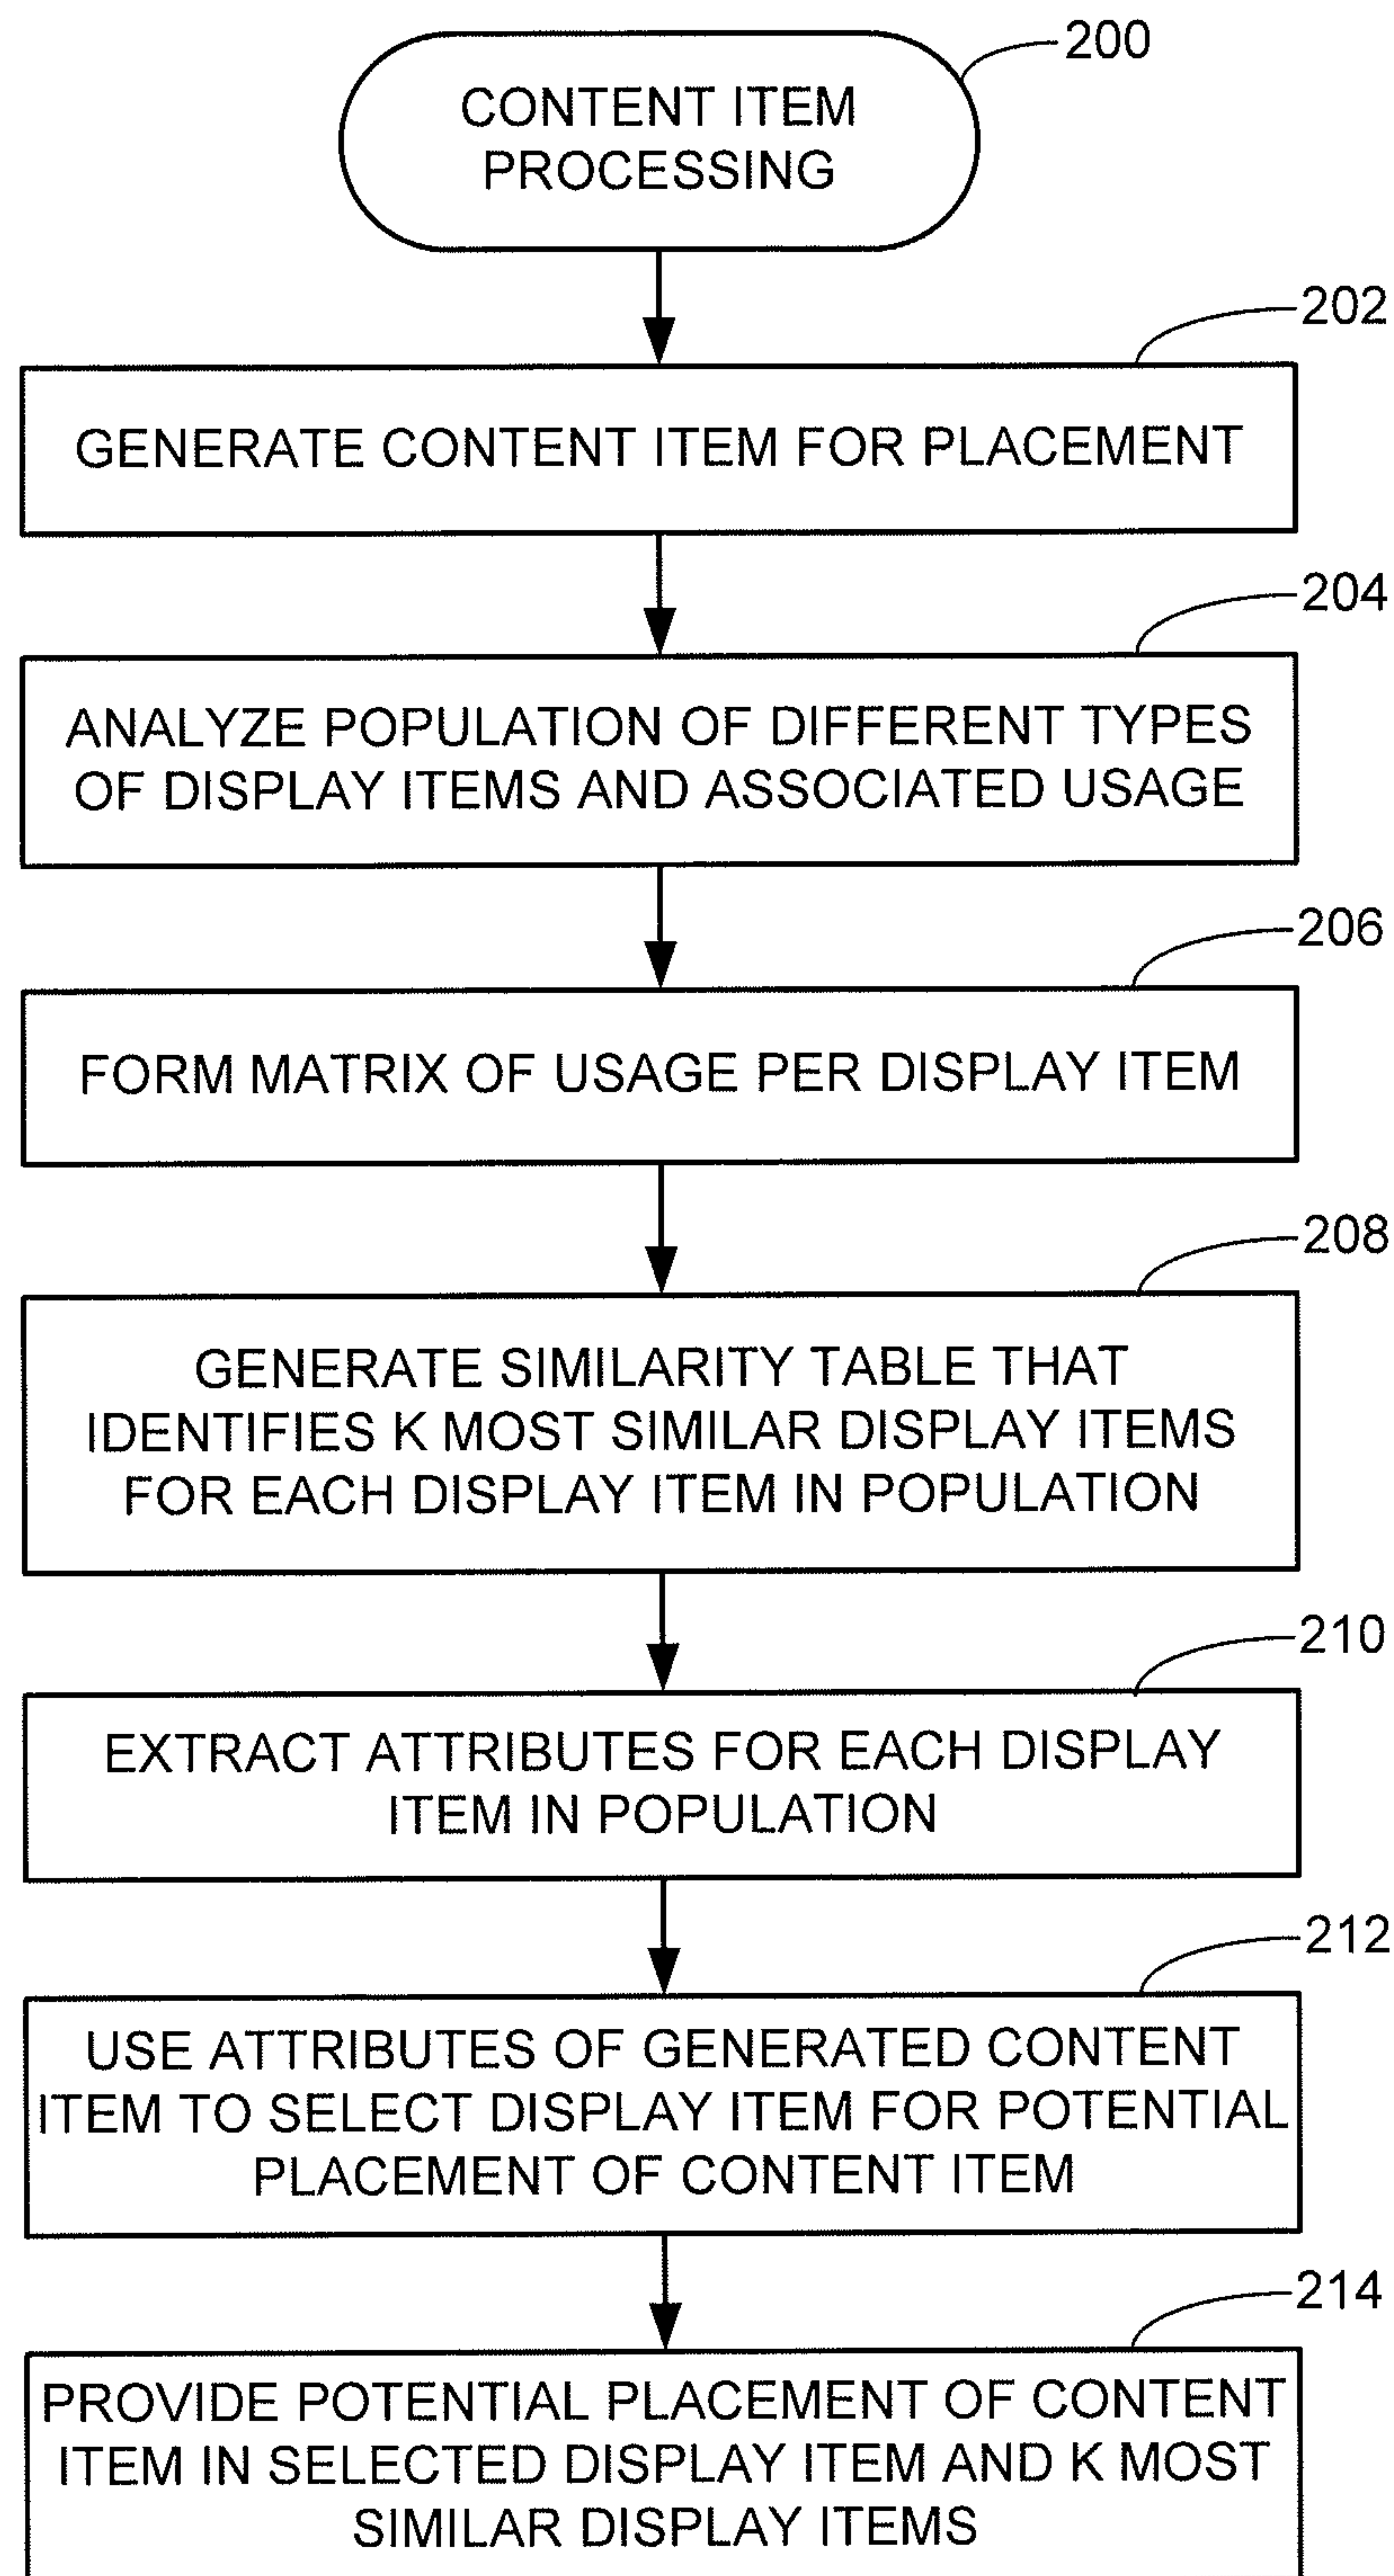 200
CONTENT ITEM
PROCESSING
202
GENERATE CONTENT ITEM FOR PLACEMENT
204
ANALYZE POPULATION OF DIFFERENT TYPES
OF DISPLAY ITEMS AND ASSOCIATED USAGE
206
FORM MATRIX OF USAGE PER DISPLAY ITEM
208
GENERATE SIMILARITY TABLE THAT
IDENTIFIES K MOST SIMILAR DISPLAY ITEMS
FOR EACH DISPLAY ITEM IN POPULATION
210
EXTRACT ATTRIBUTES FOR EACH DISPLAY
ITEM IN POPULATION
212
USE ATTRIBUTES OF GENERATED CONTENT
ITEM TO SELECT DISPLAY ITEM FOR POTENTIAL
PLACEMENT OF CONTENT ITEM
214
PROVIDE POTENTIAL PLACEMENT OF CONTENT
ITEM IN SELECTED DISPLAY ITEM AND K MOST
SIMILAR DISPLAY ITEMS